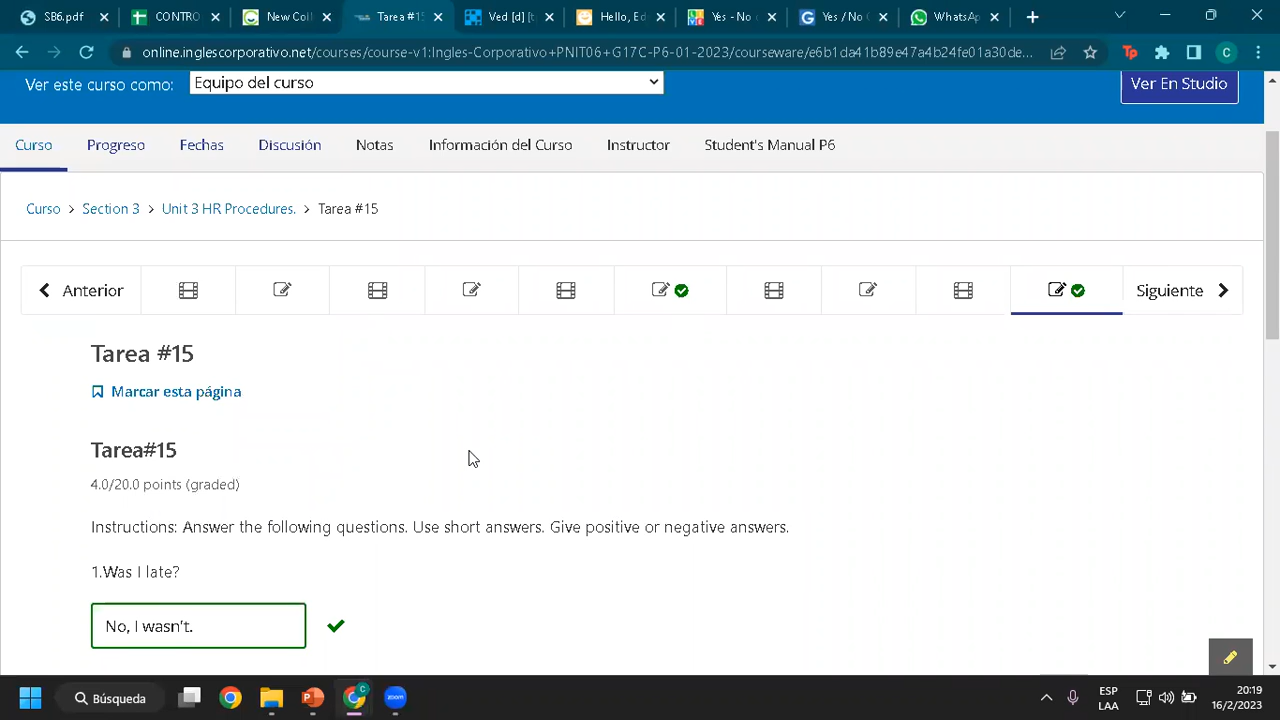 SB6.pdf
CONTRO
New Coll
Tarea #1
Ved [d] [t
Hello, Ed
Yes - No
Yes / No
WhatsAp
online.inglescorporativo.net/courses/course-v1:Ingles-Corporativo+PNIT06+G17C-P6-01-2023/courseware/e6b1da41b89e47a4b24fe01a30de...
C
Ver este curso como:
Equipo del curso
Ver En Studio
Curso
Progreso
Fechas
Discusión
Notas
Información del Curso
Instructor
Student's Manual P6
Curso > Section 3 > Unit 3 HR Procedures. > Tarea #15
Anterior
Siguiente
Tarea #15
Marcar esta página
Tarea#15
4.0/20.0 points (graded)
Instructions: Answer the following questions. Use short answers. Give positive or negative answers.
1.Was I late?
No, I wasn't.
Búsqueda
zoom
ESP
LAA
20:19
16/2/2023